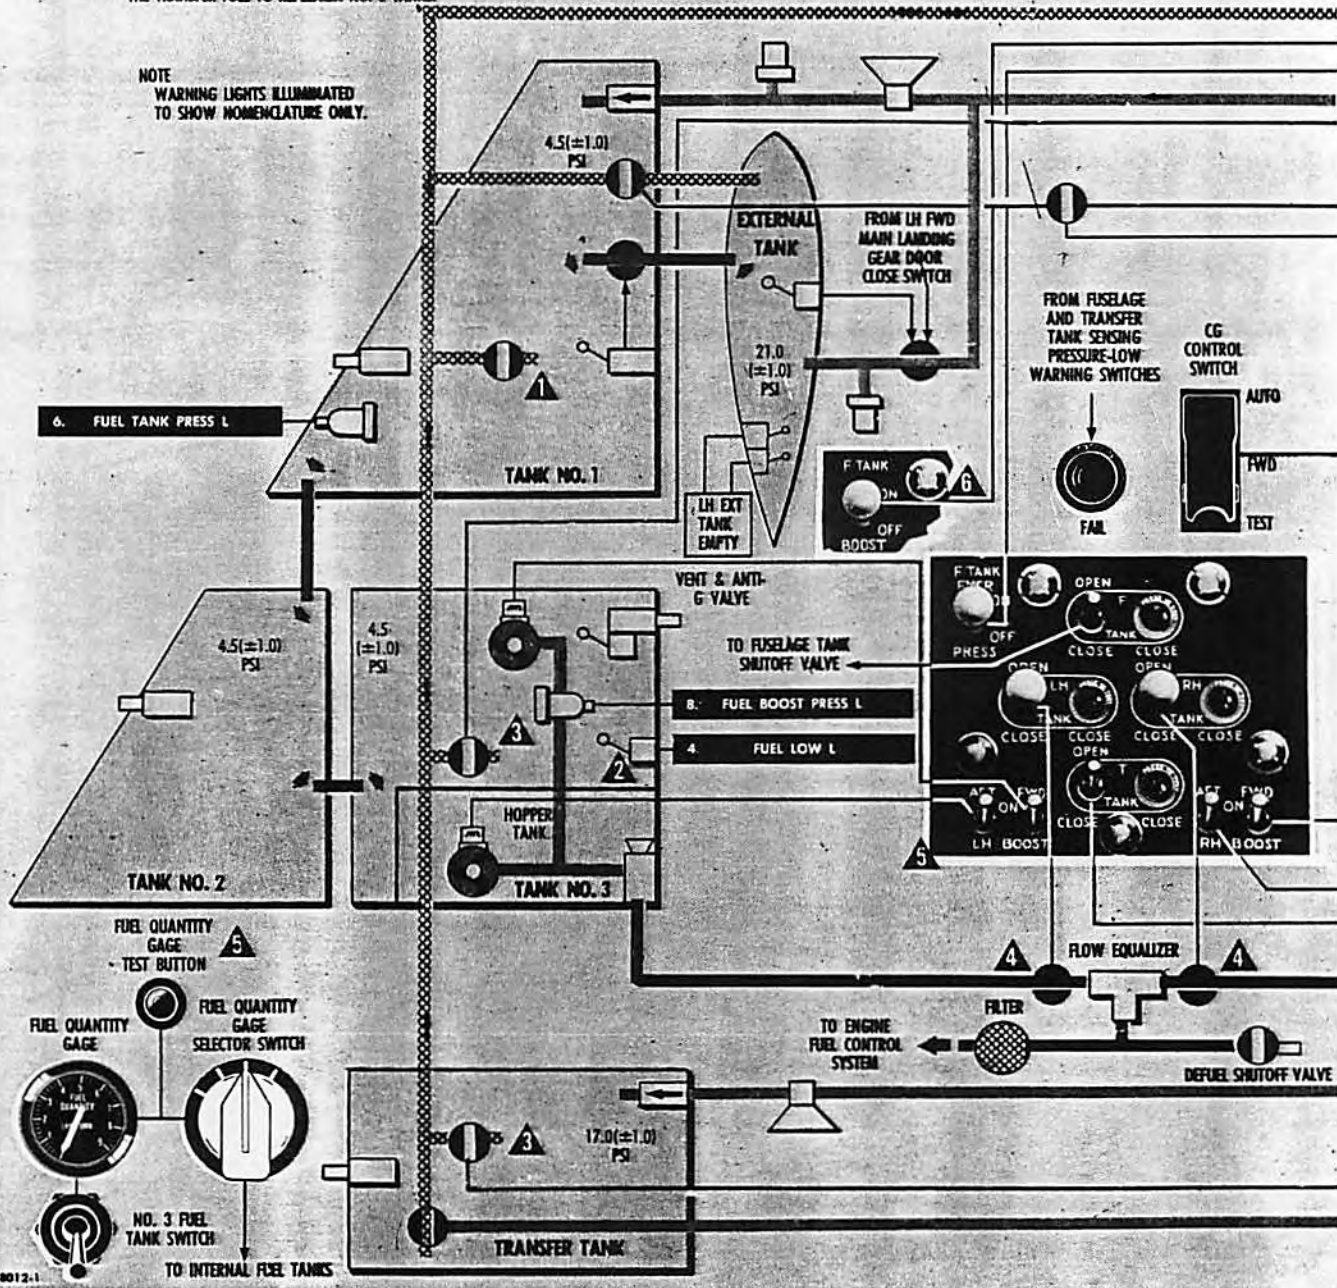 NOTE
WARNING LIGHTS ILLUMINATED
TO SHOW NOMENCLATURE ONLY.
4.5(±1.0)
PSI
EXTERNAL
TANK
FROM LH FWD
MAIN LANDING
GEAR DOOR
CLOSE SWITCH
FROM FUSELAGE
AND TRANSFER
TANK SENSING
PRESSURE-LOW
WARNING SWITCHES
CG
CONTROL
SWITCH
AUTO
FWD
TEST
FAIL
21.0
(±1.0)
PSI
1
6. FUEL TANK PRESS L
TANK NO. 1
LH EXT
TANK
EMPTY
F TANK
ON
OFF
BOOST
6
VENT & ANTI-
G VALVE
4.5(±1.0)
PSI
4.5
(±1.0)
PSI
TO FUSELAGE TANK
SHUTOFF VALVE
8. FUEL BOOST PRESS L
4. FUEL LOW L
3
2
HOPPER
TANK
TANK NO. 2
TANK NO. 3
F TANK
OFF
PRESS
OPEN
F
TANK
CLOSE CLOSE
OPEN
LH
TANK
CLOSE CLOSE
OPEN
RH
TANK
CLOSE CLOSE
OPEN
T
TANK
CLOSE CLOSE
AFT FWD
ON
LH BOOST
AFT FWD
ON
RH BOOST
5
FUEL QUANTITY
GAGE
TEST BUTTON
5
FUEL QUANTITY
GAGE
FUEL QUANTITY
GAGE
SELECTOR SWITCH
4
FLOW EQUALIZER
4
FILTER
TO ENGINE
FUEL CONTROL
SYSTEM
DEFUEL SHUTOFF VALVE
FUEL
QUANTITY
3
17.0(±1.0)
PSI
NO. 3 FUEL
TANK SWITCH
TRANSFER TANK
TO INTERNAL FUEL TANKS
8012-1